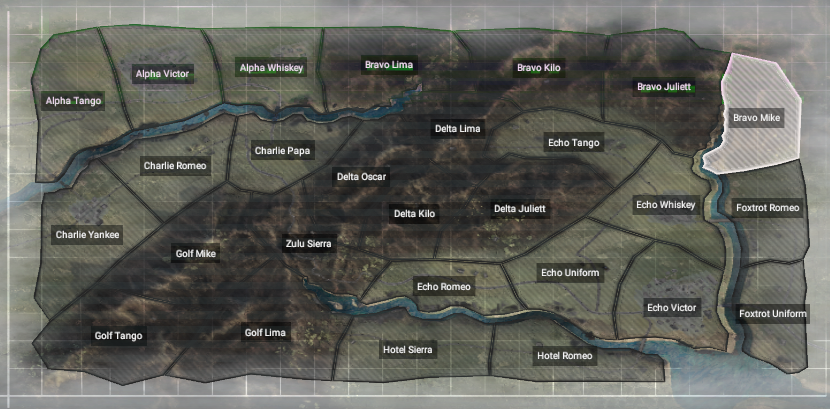 Alpha Tango
Alpha Victor
Alpha Whiskey
Bravo Lima
Bravo Kilo
Bravo Juliett
Bravo Mike
Delta Lima
Echo Tango
Charlie Papa
Charlie Romeo
Delta Oscar
Delta Kilo
Delta Juliett
Echo Whiskey
Foxtrot Romeo
Charlie Yankee
Golf Mike
Zulu Sierra
Echo Romeo
Echo Uniform
Echo Victor
Foxtrot Uniform
Golf Tango
Golf Lima
Hotel Sierra
Hotel Romeo